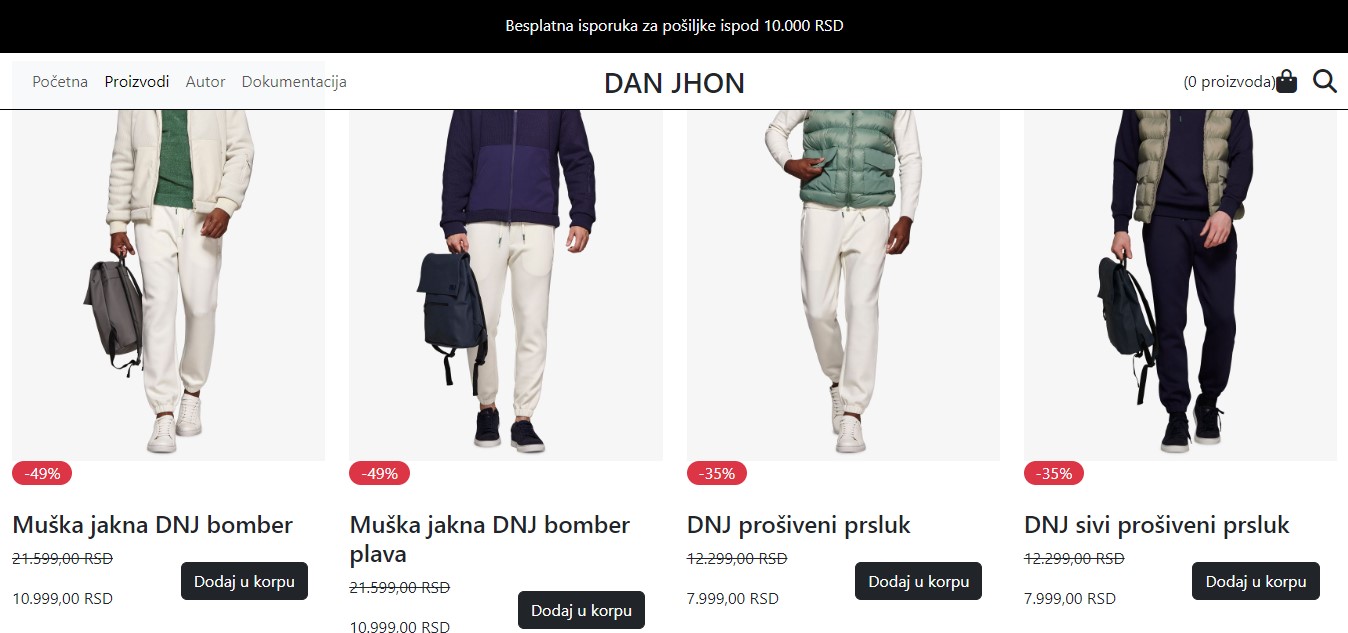 Besplatna isporuka za pošiljke ispod 10.000 RSD
Početna Proizvodi Autor Dokumentacija
DAN JHON
(0 proizvoda)
-49%
Muška jakna DNJ bomber
21.599,00 RSD
10.999,00 RSD
Dodaj u korpu
-49%
Muška jakna DNJ bomber
plava
21.599,00 RSD
10.999,00 RSD
Dodaj u korpu
-35%
DNJ prošiveni prsluk
12.299,00 RSD
7.999,00 RSD
Dodaj u korpu
-35%
DNJ sivi prošiveni prsluk
12.299,00 RSD
7.999,00 RSD
Dodaj u korpu